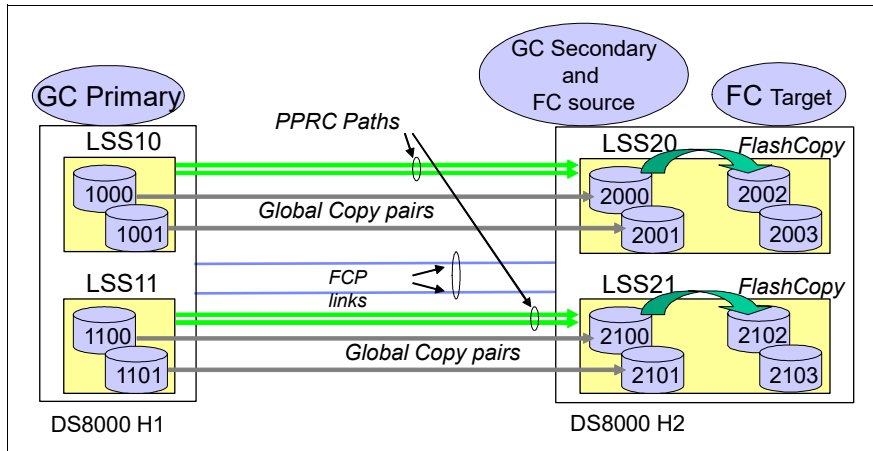 GC Secondary
and
FC source
GC Primary
FC Target
PPRC Paths
LSS10
LSS20
FlashCopy
1000
2000
2002
Global Copy pairs
1001
2001
2003
LSS11
FCP
links
LSS21
FlashCopy
1100
2100
2102
Global Copy pairs
1101
2101
2103
DS8000 H1
DS8000 H2